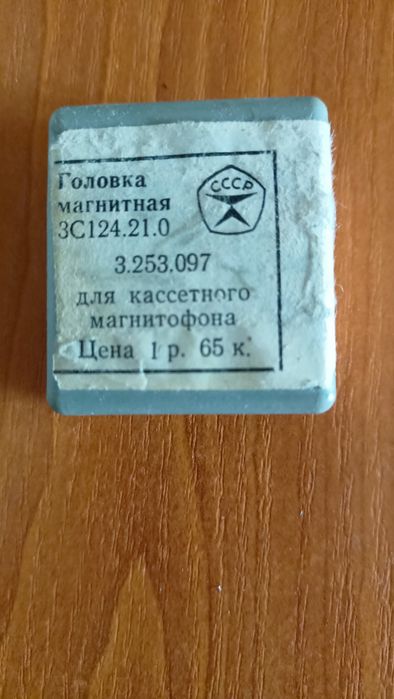 Головка
магнитная
3С124.21.0
СССР
3.253.097
для кассетного
магнитофона
Цена 1 р. 65 к.